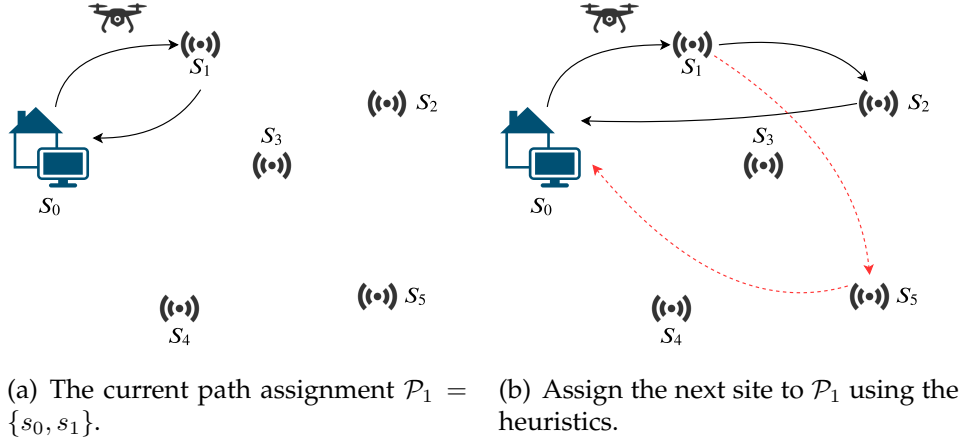 S1
S2
S3
S0
S5
S4
(a) The current path assignment P1 =
{s0, s1}.
S1
S2
S3
S0
S5
S4
(b) Assign the next site to P1 using the
heuristics.